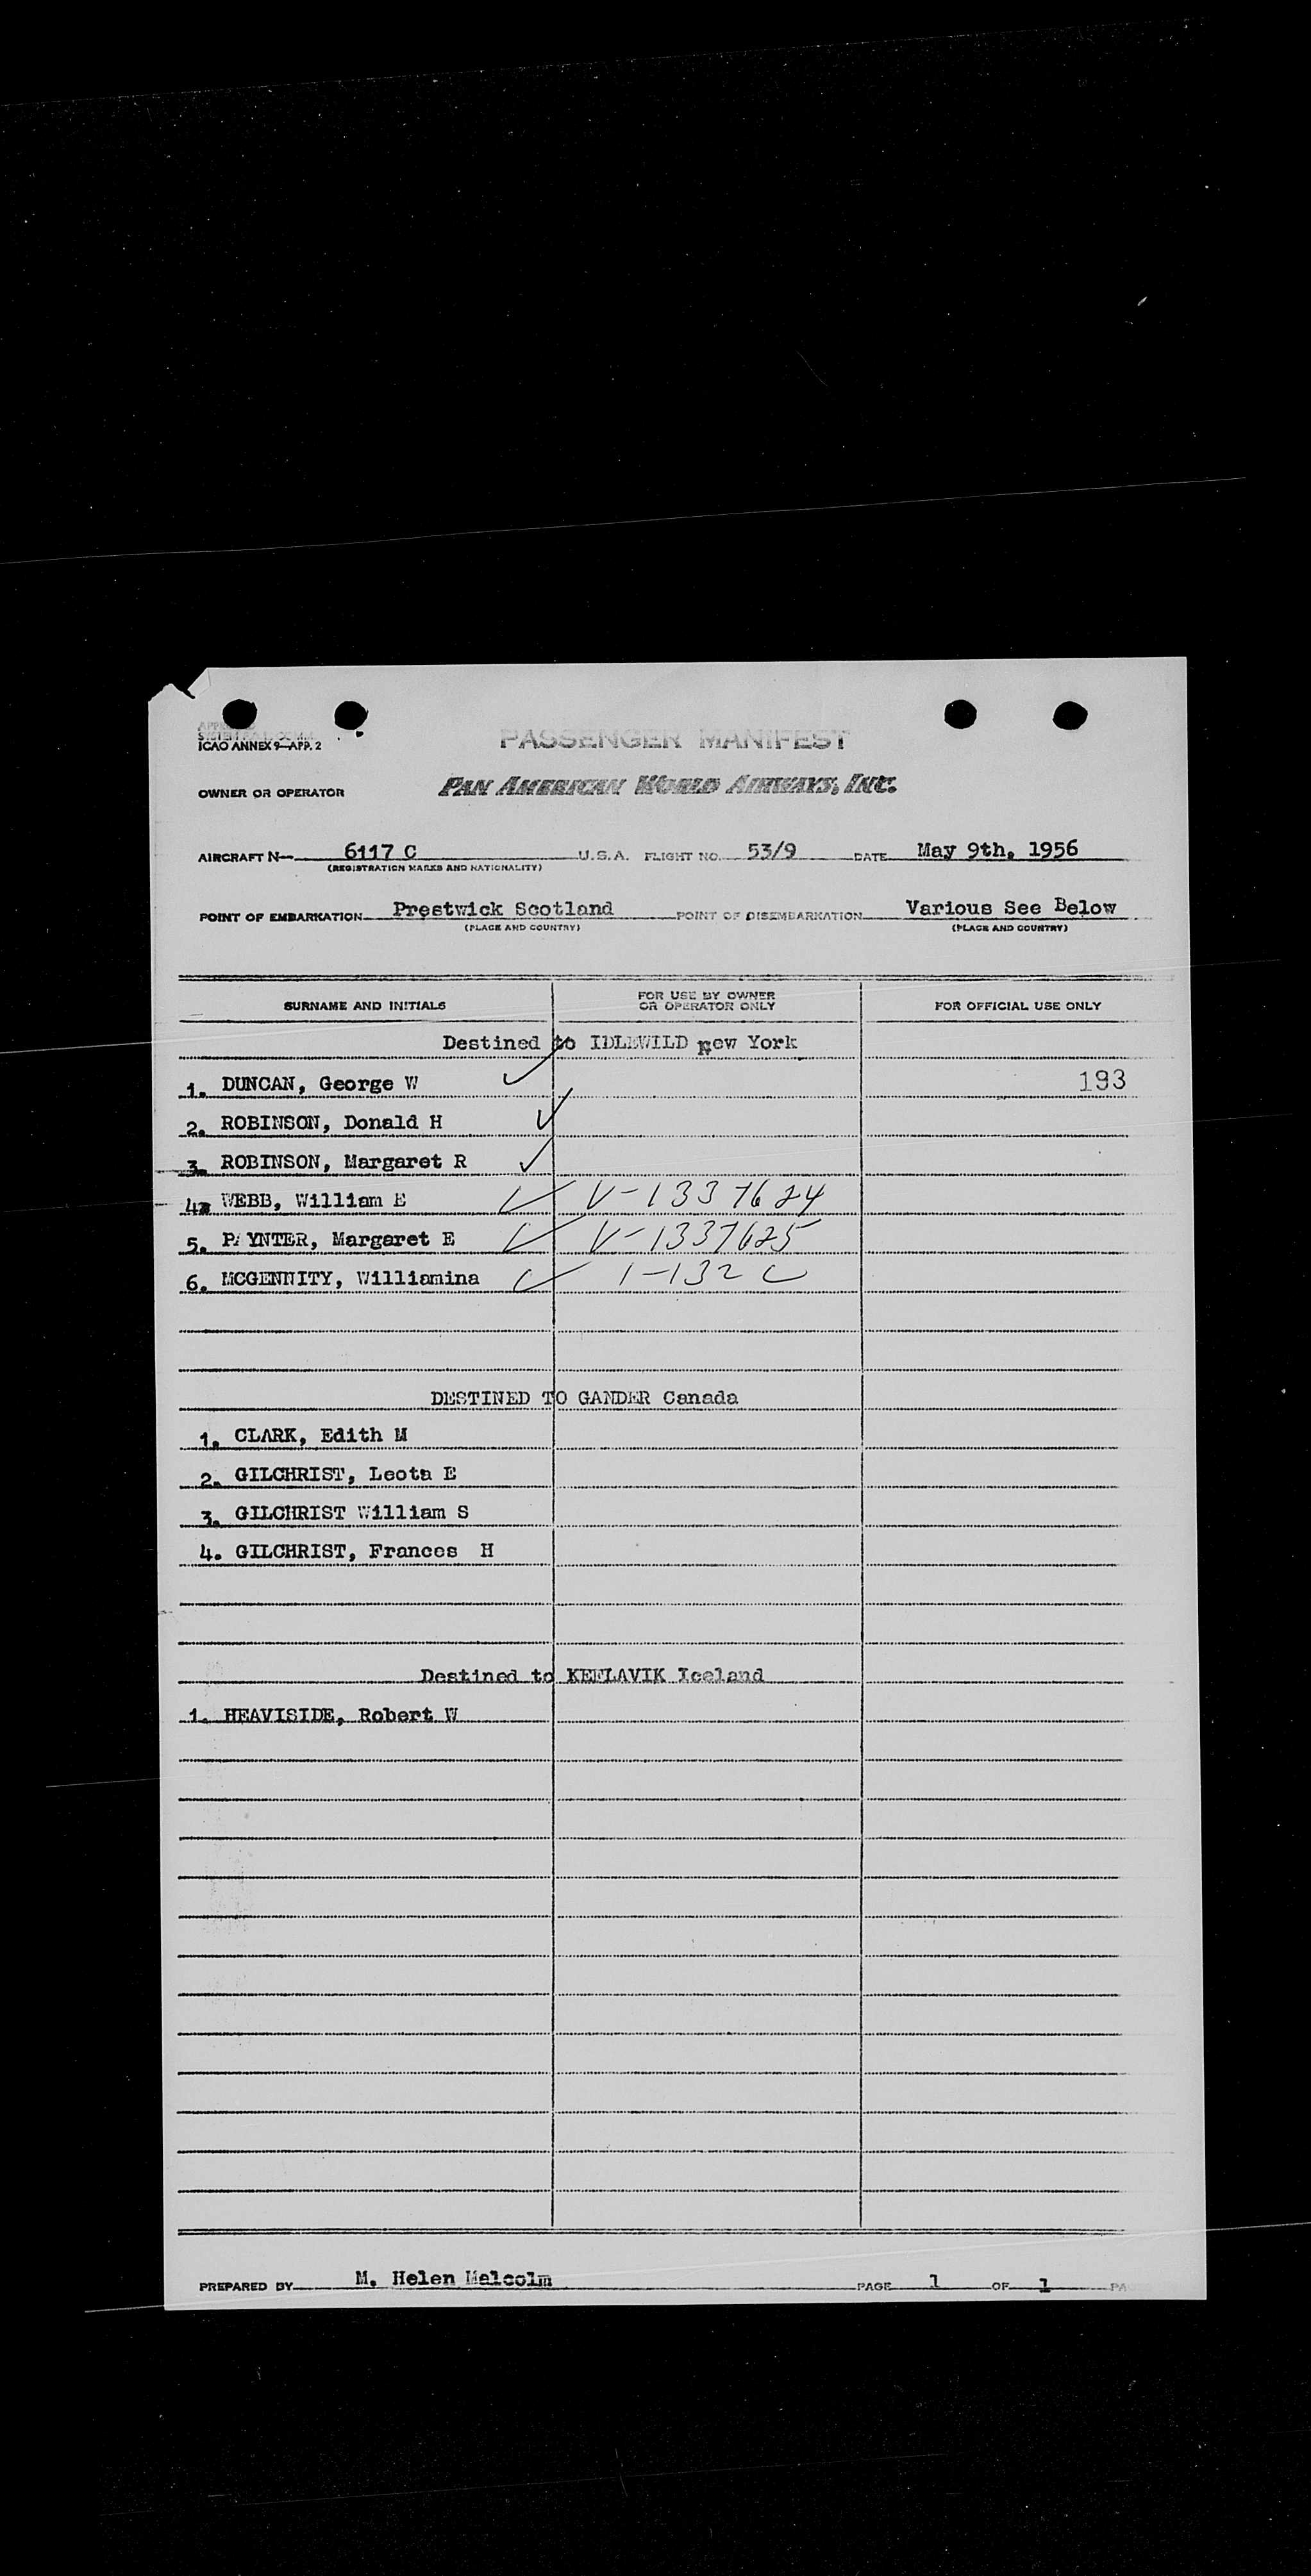 ICAO ANNEX 9—APP. 2
PASSENGER MANIFEST
OWNER OR OPERATOR PAN AMERICAN WORLD AIRWAYS, INC.
AIRCRAFT N— 6117 C U.S.A. FLIGHT NO. 53/9 DATE May 9th, 1956
(REGISTRATION MARKS AND NATIONALITY)
POINT OF EMBARKATION Prestwick Scotland POINT OF DISEMBARKATION Various See Below
(PLACE AND COUNTRY) (PLACE AND COUNTRY)
SURNAME AND INITIALS FOR USE BY OWNER OR OPERATOR ONLY FOR OFFICIAL USE ONLY
Destined to IDLEWILD New York
1. DUNCAN, George W 193
2. ROBINSON, Donald H
3. ROBINSON, Margaret R
4. WEBB, William E V-1337624
5. PAYNTER, Margaret E V-1337625
6. MCGENNITY, Williamina 1-132 C
DESTINED TO GANDER Canada
1. CLARK, Edith M
2. GILCHRIST, Leota E
3. GILCHRIST William S
4. GILCHRIST, Frances H
Destined to KEFLAVIK Iceland
1. HEAVISIDE, Robert W
PREPARED BY M. Helen Malcolm PAGE 1 OF 1